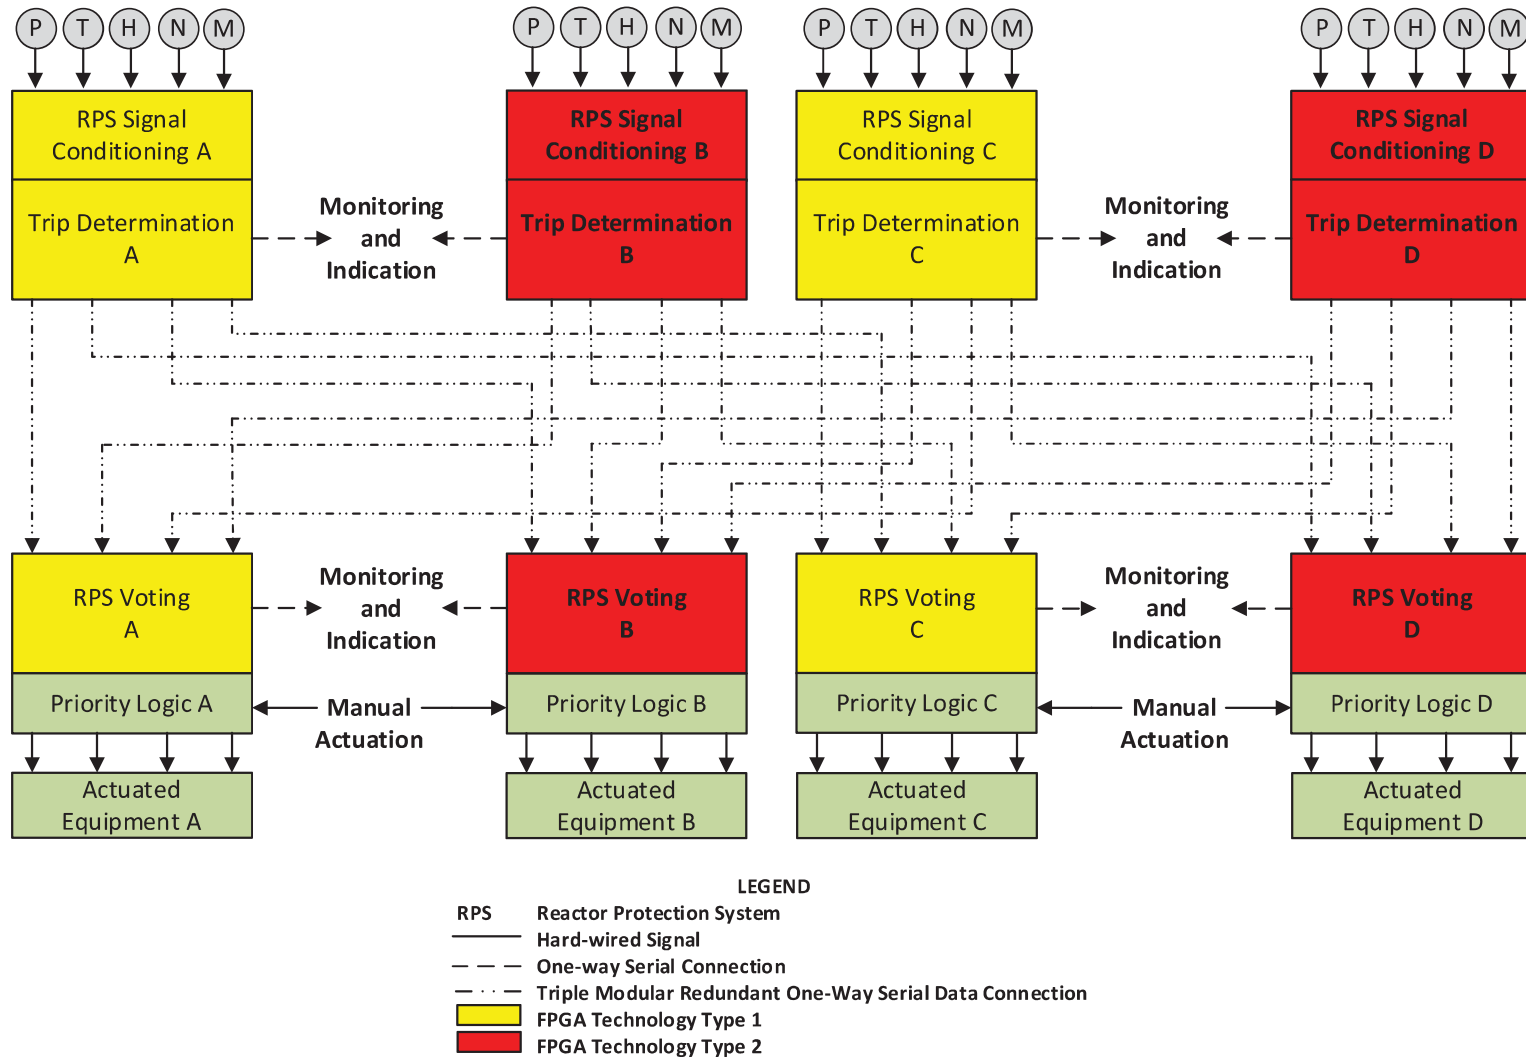 P T H N M P T H N M P T H N M P T H N M
RPS Signal
Conditioning A
RPS Signal
Conditioning B
RPS Signal
Conditioning C
RPS Signal
Conditioning D
Trip Determination
A
Monitoring
and
Indication
Trip Determination
B
Trip Determination
C
Monitoring
and
Indication
Trip Determination
D
RPS Voting
A
Monitoring
and
Indication
RPS Voting
B
RPS Voting
C
Monitoring
and
Indication
RPS Voting
D
Priority Logic A
Manual
Actuation
Priority Logic B
Priority Logic C
Manual
Actuation
Priority Logic D
Actuated
Equipment A
Actuated
Equipment B
Actuated
Equipment C
Actuated
Equipment D
LEGEND
RPS Reactor Protection System
Hard-wired Signal
One-way Serial Connection
Triple Modular Redundant One-Way Serial Data Connection
FPGA Technology Type 1
FPGA Technology Type 2